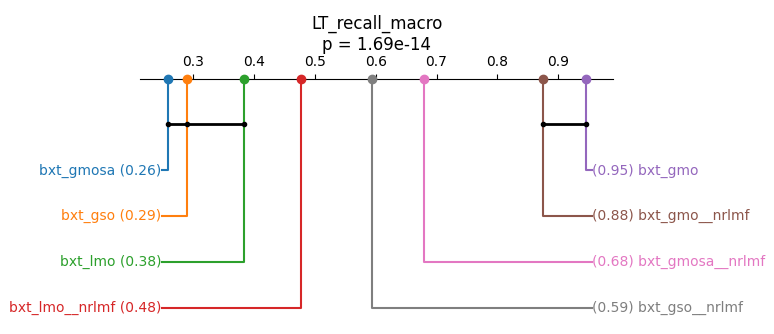 LT_recall_macro
p = 1.69e-14
0.3 0.4 0.5 0.6 0.7 0.8 0.9
bxt_gmosa (0.26) (0.95) bxt_gmo
bxt_gso (0.29) (0.88) bxt_gmo__nrlmf
bxt_lmo (0.38) (0.68) bxt_gmosa__nrlmf
bxt_lmo__nrlmf (0.48) (0.59) bxt_gso__nrlmf